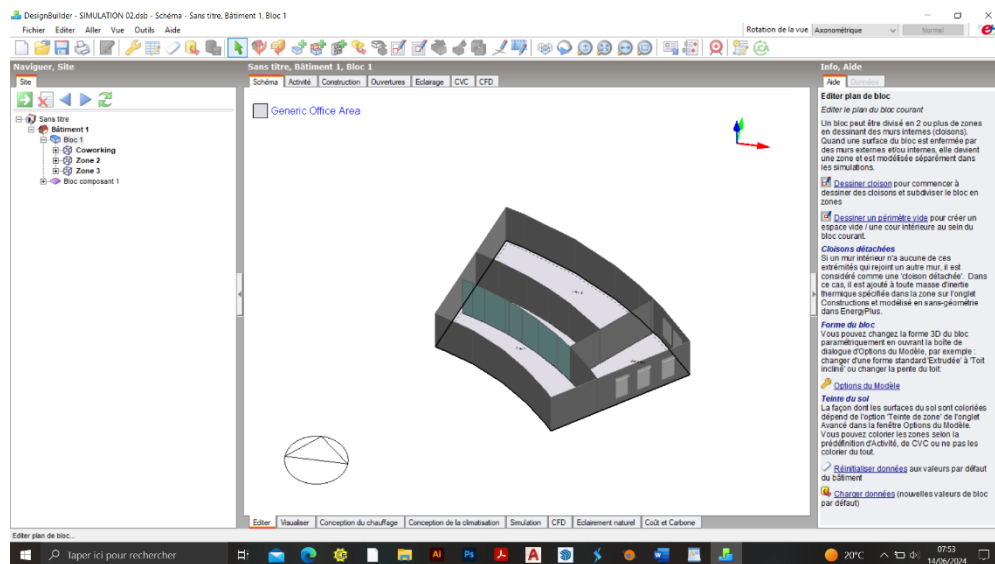 DesignBuilder - SIMULATION 02.dsb - Schéma - Sans titre, Bâtiment 1, Bloc 1
Fichier Editer Aller Vue Outils Aide
Rotation de la vue Axonométrique Normal
Naviguer, Site
Site
Sans titre
Bâtiment 1
Bloc 1
Coworking
Zone 2
Zone 3
Bloc composant 1
Sans titre, Bâtiment 1, Bloc 1
Schéma Activité Construction Ouvertures Eclairage CVC CFD
Generic Office Area
Editer Visualiser Conception du chauffage Conception de la climatisation Simulation CFD Eclairement naturel Coût et Carbone
Info, Aide
Aide Données
Editer plan de bloc
Editer le plan du bloc courant
Un bloc peut être divisé en 2 ou plus de zones
en dessinant des murs internes (cloisons).
Quand une surface du bloc est enfermée par
des murs externes et/ou internes, elle devient
une zone et est modélisée séparément dans
les simulations.
Dessiner cloison pour commencer à
dessiner des cloisons et subdiviser le bloc en
zones
Dessiner un périmètre vide pour créer un
espace vide / une cour intérieure au sein du
bloc courant.
Cloisons détachées
Si un mur intérieur n'a aucune de ces
extrémités qui rejoint un autre mur, il est
considéré comme une 'cloison détachée'. Dans
ce cas, il est ajouté à toute masse d'inertie
thermique spécifiée dans la zone sur l'onglet
Constructions et modélisé en sans-géométrie
dans EnergyPlus.
Forme du bloc
Vous pouvez changez la forme 3D du bloc
paramétriquement en ouvrant la boîte de
dialogue d'Options du Modèle, par exemple :
changer d'une forme standard 'Extrudée' à 'Toit
incliné' ou changer la pente du toit:
Options du Modèle
Teinte du sol
La façon dont les surfaces du sol sont coloriées
dépend de l'option 'Teinte de zone' de l'onglet
Avancé dans la fenêtre Options du Modèle.
Vous pouvez colorier les zones selon la
prédéfinition d'Activité, de CVC ou ne pas les
colorier du tout.
Réinitialiser données aux valeurs par défaut
du bâtiment
Charger données (nouvelles valeurs de bloc
par défaut)
Editer plan de bloc...
Taper ici pour rechercher
20°C
07:53
14/06/2024